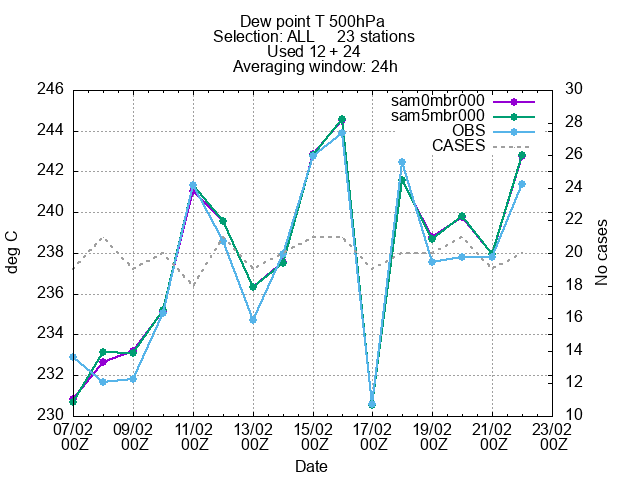 Dew point T 500hPa
Selection: ALL 23 stations
Used 12 + 24
Averaging window: 24h
sam0mbr000
sam5mbr000
OBS
CASES
deg C
246
244
242
240
238
236
234
232
230
No cases
30
28
26
24
22
20
18
16
14
12
10
07/02 09/02 11/02 13/02 15/02 17/02 19/02 21/02 23/02
00Z 00Z 00Z 00Z 00Z 00Z 00Z 00Z 00Z
Date